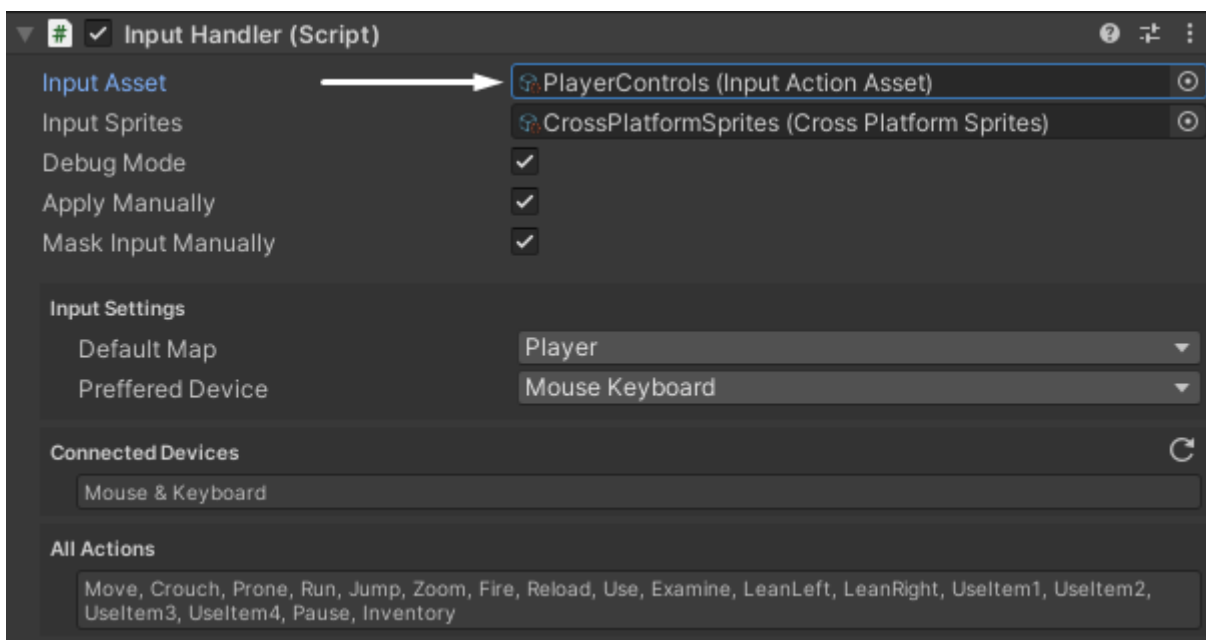 Input Handler (Script)
Input Asset PlayerControls (Input Action Asset)
Input Sprites CrossPlatformSprites (Cross Platform Sprites)
Debug Mode
Apply Manually
Mask Input Manually
Input Settings
Default Map Player
Preffered Device Mouse Keyboard
Connected Devices
Mouse & Keyboard
All Actions
Move, Crouch, Prone, Run, Jump, Zoom, Fire, Reload, Use, Examine, LeanLeft, LeanRight, UseItem1, UseItem2,
UseItem3, UseItem4, Pause, Inventory